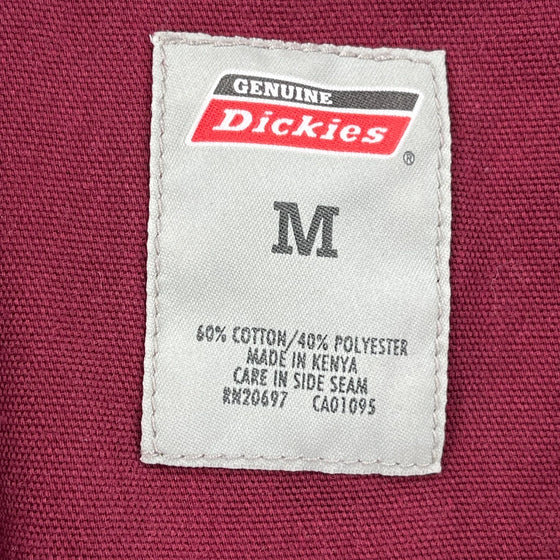 GENUINE
Dickies
®
M
60% COTTON/40% POLYESTER
MADE IN KENYA
CARE IN SIDE SEAM
RN20697 CA01095